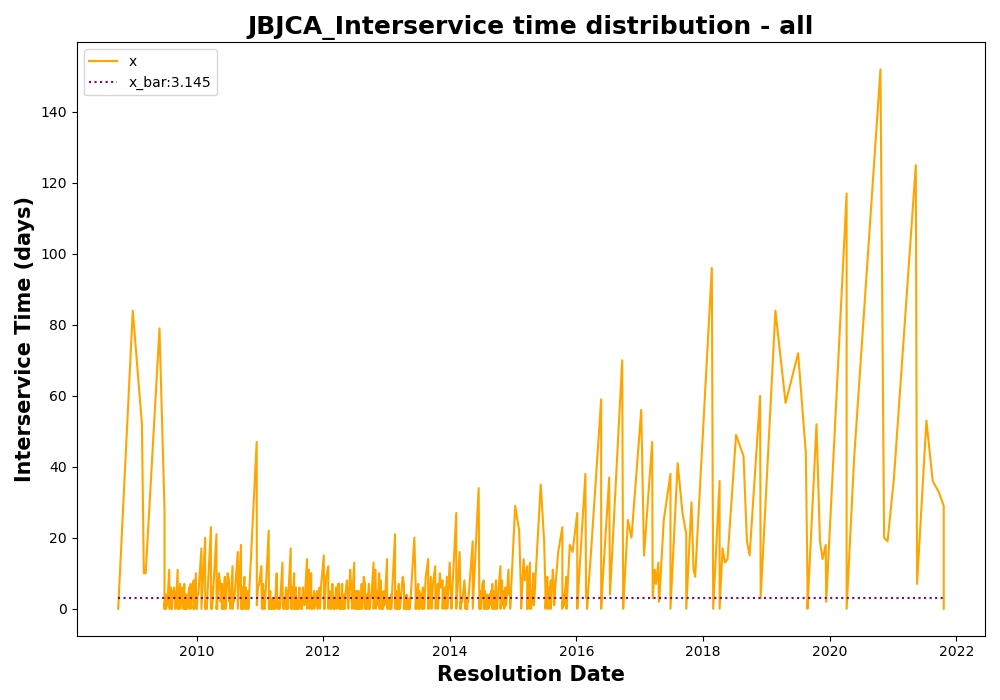 JBJCA_Interservice time distribution - all
x
x_bar:3.145
Interservice Time (days)
140
120
100
80
60
40
20
0
2010 2012 2014 2016 2018 2020 2022
Resolution Date